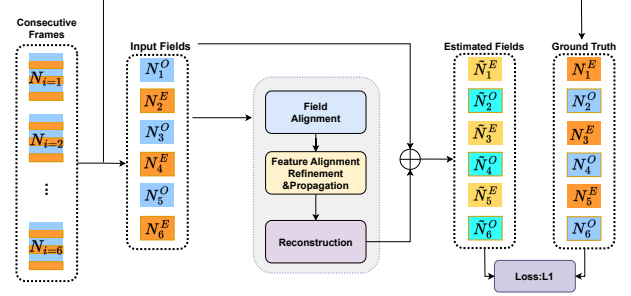 Consecutive
Frames
N_{i=1}
N_{i=2}
⋮
N_{i=6}
Input Fields
N_1^O
N_2^E
N_3^O
N_4^E
N_5^O
N_6^E
Field
Alignment
Feature Alignment
Refinement
&Propagation
Reconstruction
Estimated Fields
Ñ_1^E
Ñ_2^O
Ñ_3^E
Ñ_4^O
Ñ_5^E
Ñ_6^O
Ground Truth
N_1^E
N_2^O
N_3^E
N_4^O
N_5^E
N_6^O
Loss:L1